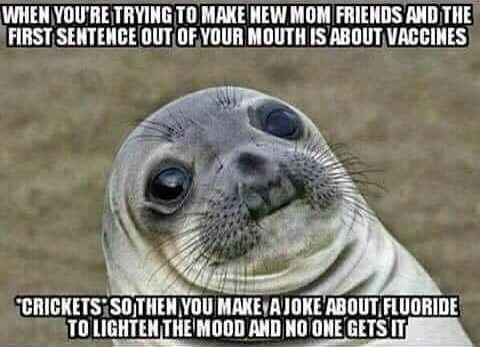 WHEN YOU'RE TRYING TO MAKE NEW MOM FRIENDS AND THE
FIRST SENTENCE OUT OF YOUR MOUTH IS ABOUT VACCINES
*CRICKETS* SO THEN YOU MAKE A JOKE ABOUT FLUORIDE
TO LIGHTEN THE MOOD AND NO ONE GETS IT